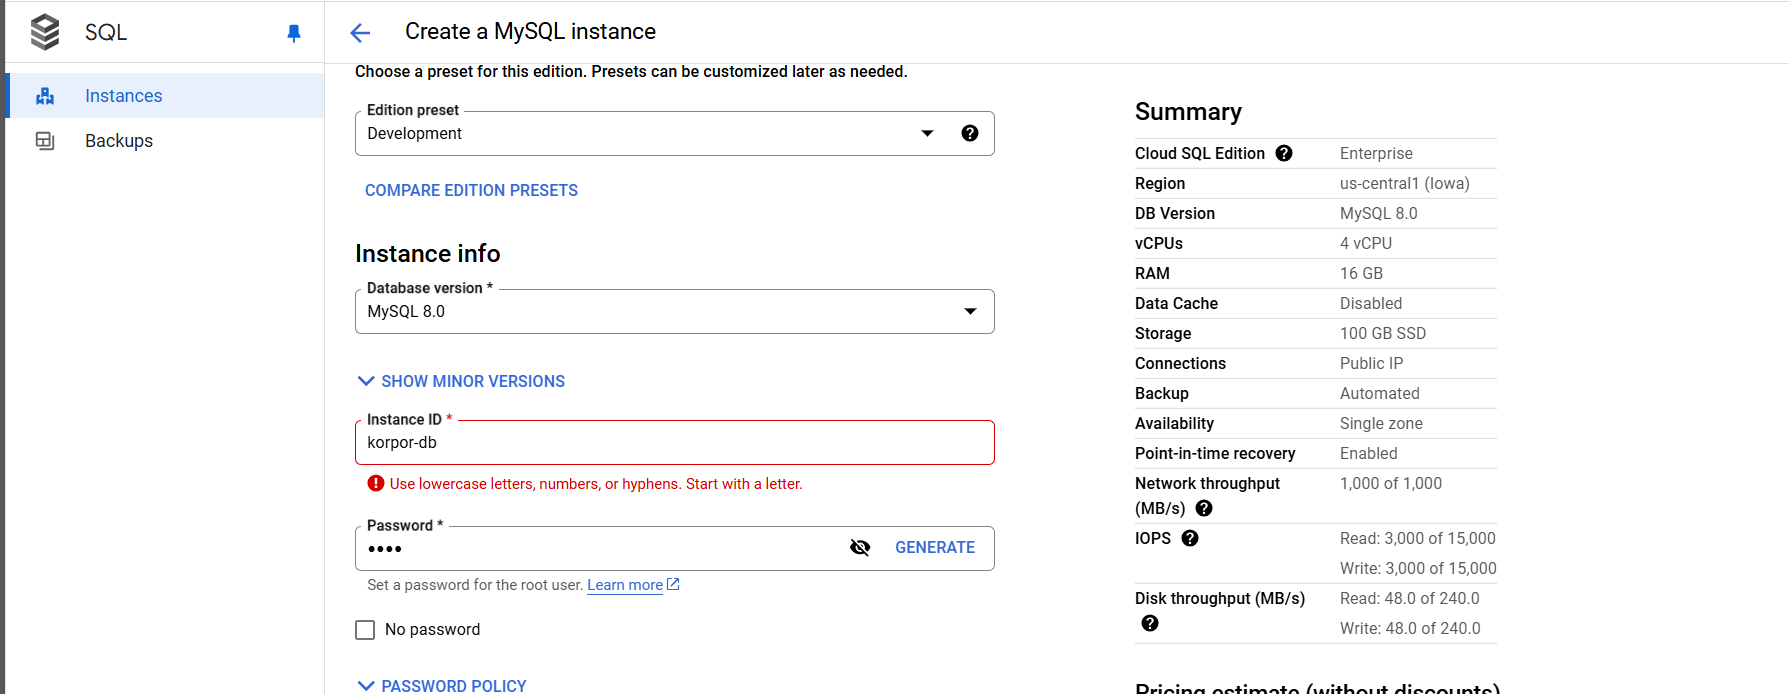 SQL
Instances
Backups
Create a MySQL instance
Choose a preset for this edition. Presets can be customized later as needed.
Edition preset
Development
COMPARE EDITION PRESETS
Instance info
Database version *
MySQL 8.0
SHOW MINOR VERSIONS
Instance ID *
korpor-db
Use lowercase letters, numbers, or hyphens. Start with a letter.
Password *
••••
GENERATE
Set a password for the root user. Learn more
No password
PASSWORD POLICY
Summary
Cloud SQL Edition Enterprise
Region us-central1 (Iowa)
DB Version MySQL 8.0
vCPUs 4 vCPU
RAM 16 GB
Data Cache Disabled
Storage 100 GB SSD
Connections Public IP
Backup Automated
Availability Single zone
Point-in-time recovery Enabled
Network throughput 1,000 of 1,000
(MB/s)
IOPS Read: 3,000 of 15,000
Write: 3,000 of 15,000
Disk throughput (MB/s) Read: 48.0 of 240.0
Write: 48.0 of 240.0
Pricing estimate (without discounts)